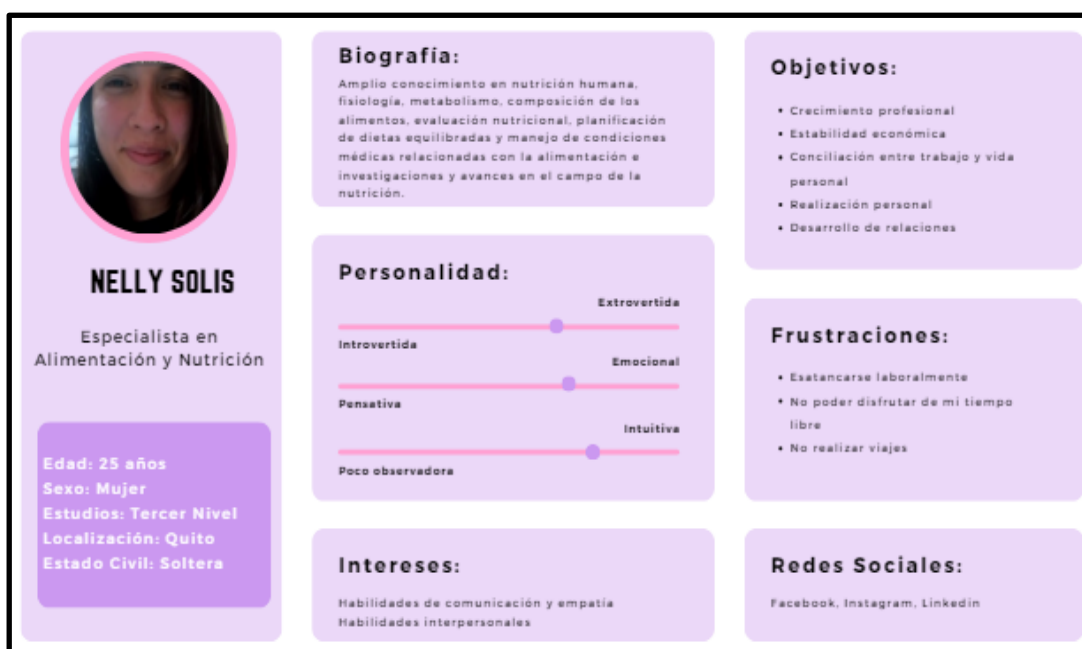 NELLY SOLIS
Especialista en
Alimentación y Nutrición
Edad: 25 años
Sexo: Mujer
Estudios: Tercer Nivel
Localización: Quito
Estado Civil: Soltera
Biografía:
Amplio conocimiento en nutrición humana,
fisiología, metabolismo, composición de los
alimentos, evaluación nutricional, planificación
de dietas equilibradas y manejo de condiciones
médicas relacionadas con la alimentación e
investigaciones y avances en el campo de la
nutrición.
Personalidad:
Extrovertida
Introvertida
Emocional
Pensativa
Intuitiva
Poco observadora
Intereses:
Habilidades de comunicación y empatía
Habilidades interpersonales
Objetivos:
• Crecimiento profesional
• Estabilidad económica
• Conciliación entre trabajo y vida
personal
• Realización personal
• Desarrollo de relaciones
Frustraciones:
• Esatancarse laboralmente
• No poder disfrutar de mi tiempo
libre
• No realizar viajes
Redes Sociales:
Facebook, Instagram, Linkedin